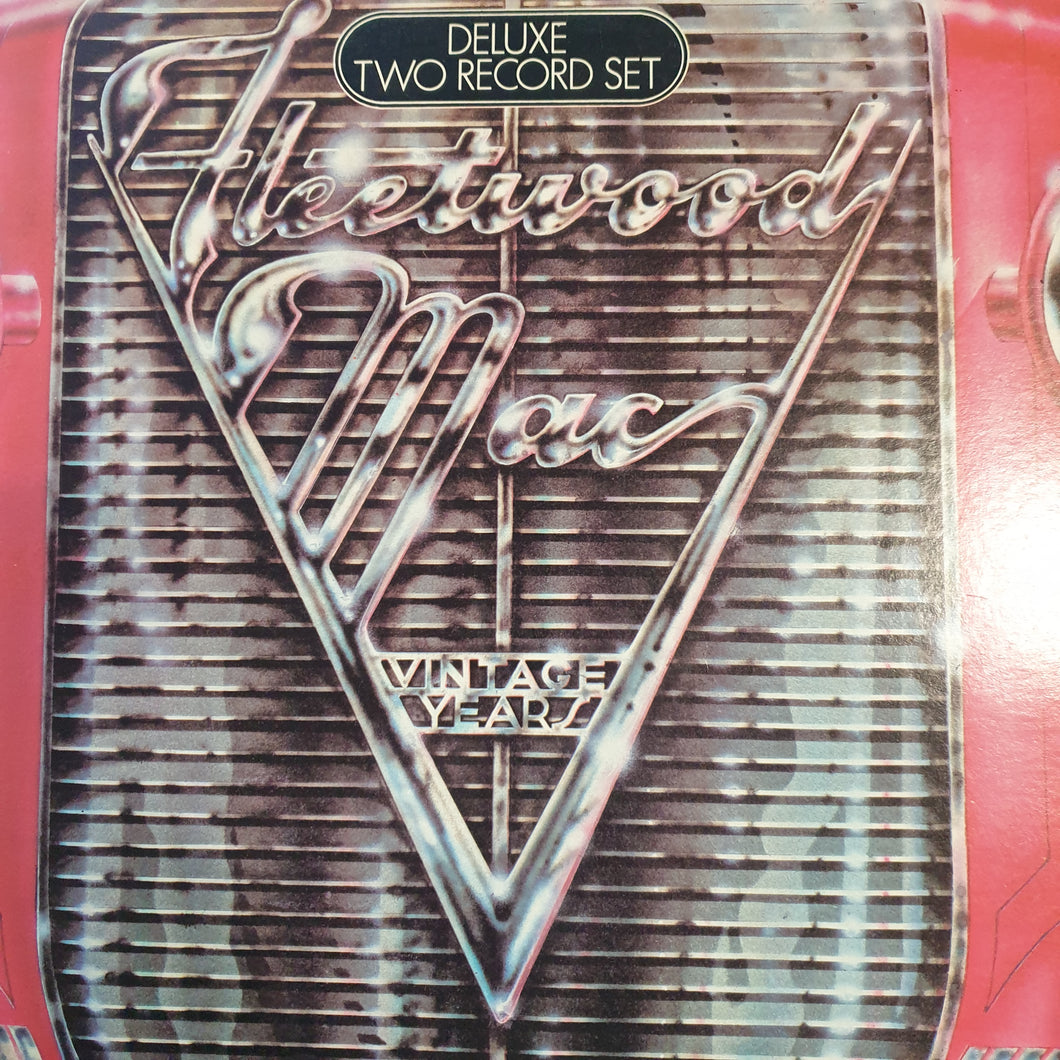 DELUXE
TWO RECORD SET
Fleetwood
Mac
VINTAGE
YEARS